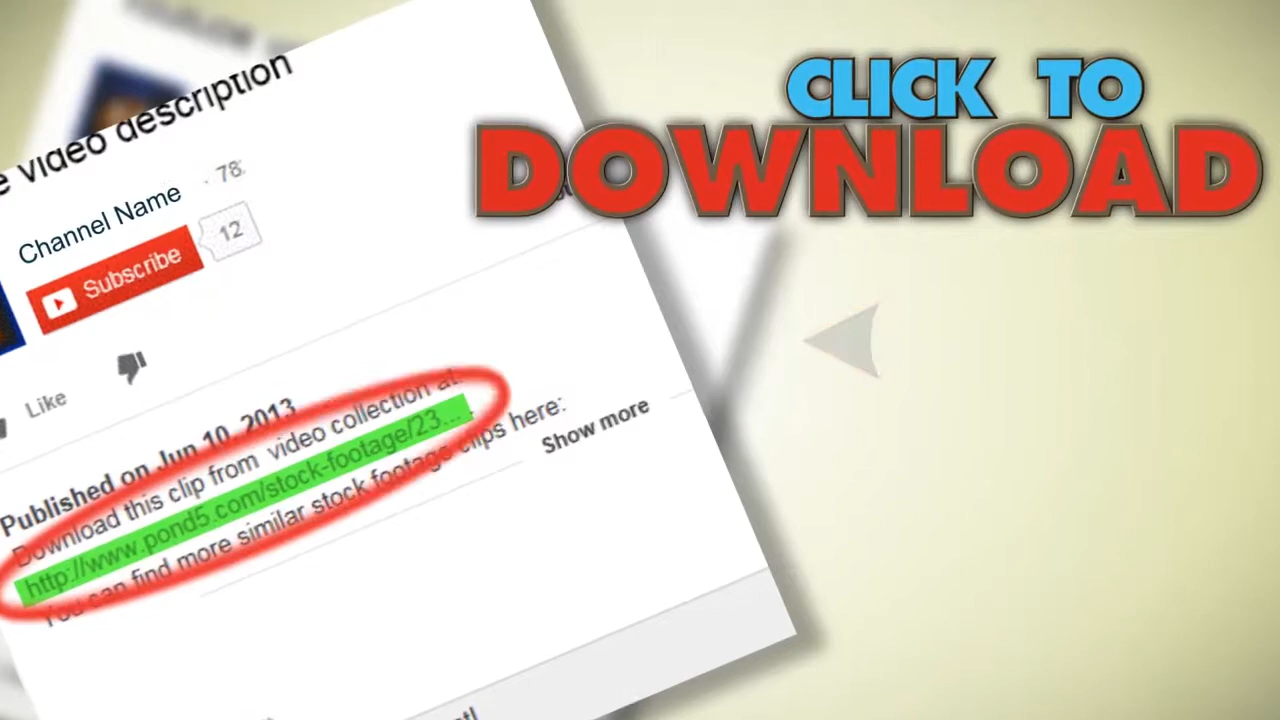 CLICK TO
DOWNLOAD
video description
Channel Name
78
Subscribe
12
Like
Published on Jun 10, 2013
Download this clip from video collection at:
http://www.pond5.com/stock-footage/23...
You can find more similar stock footage clips here:
Show more